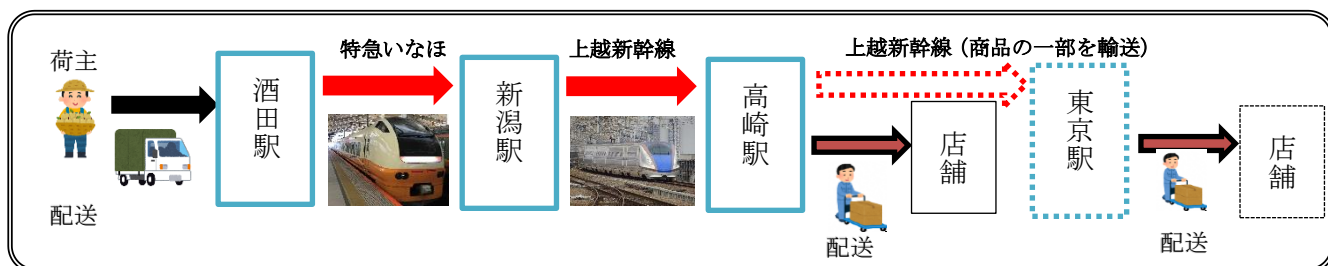 荷主
配送
酒田駅
特急いなほ
新潟駅
上越新幹線
高崎駅
上越新幹線（商品の一部を輸送）
店舗
配送
東京駅
配送
店舗